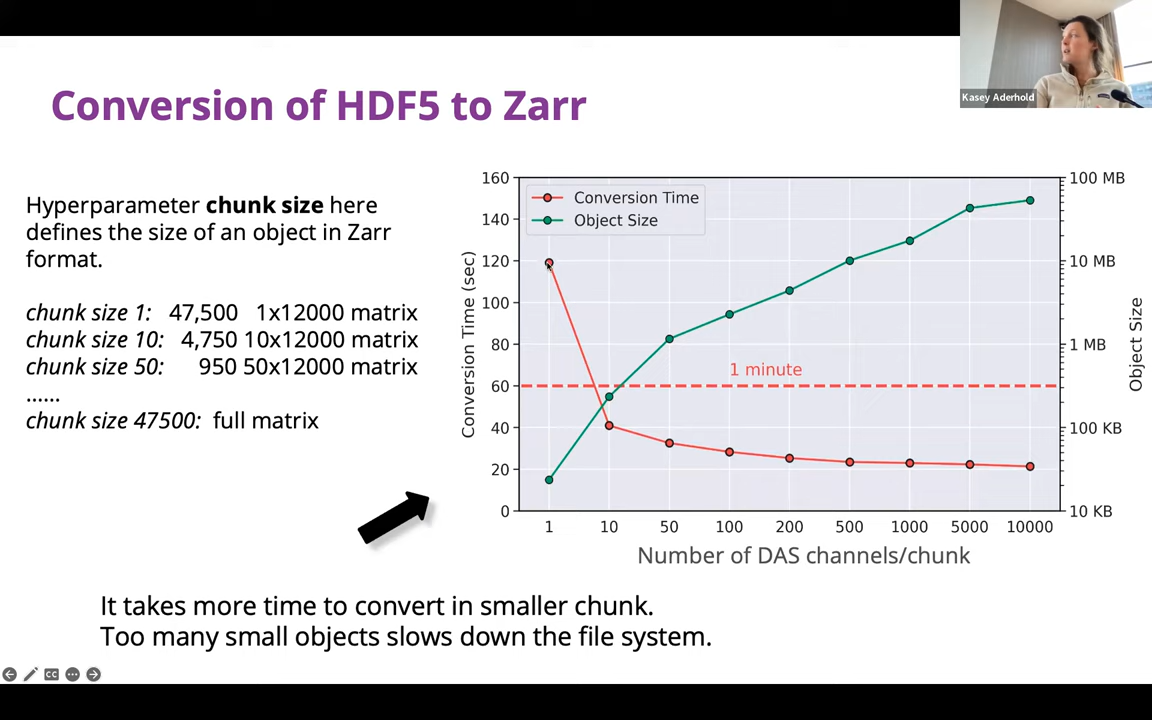 Conversion of HDF5 to Zarr
Kasey Aderhold
Hyperparameter chunk size here
defines the size of an object in Zarr
format.
chunk size 1: 47,500 1x12000 matrix
chunk size 10: 4,750 10x12000 matrix
chunk size 50: 950 50x12000 matrix
......
chunk size 47500: full matrix
Conversion Time
Object Size
1 minute
Conversion Time (sec)
160
140
120
100
80
60
40
20
0
100 MB
10 MB
1 MB
100 KB
10 KB
Object Size
1 10 50 100 200 500 1000 5000 10000
Number of DAS channels/chunk
It takes more time to convert in smaller chunk.
Too many small objects slows down the file system.
CC